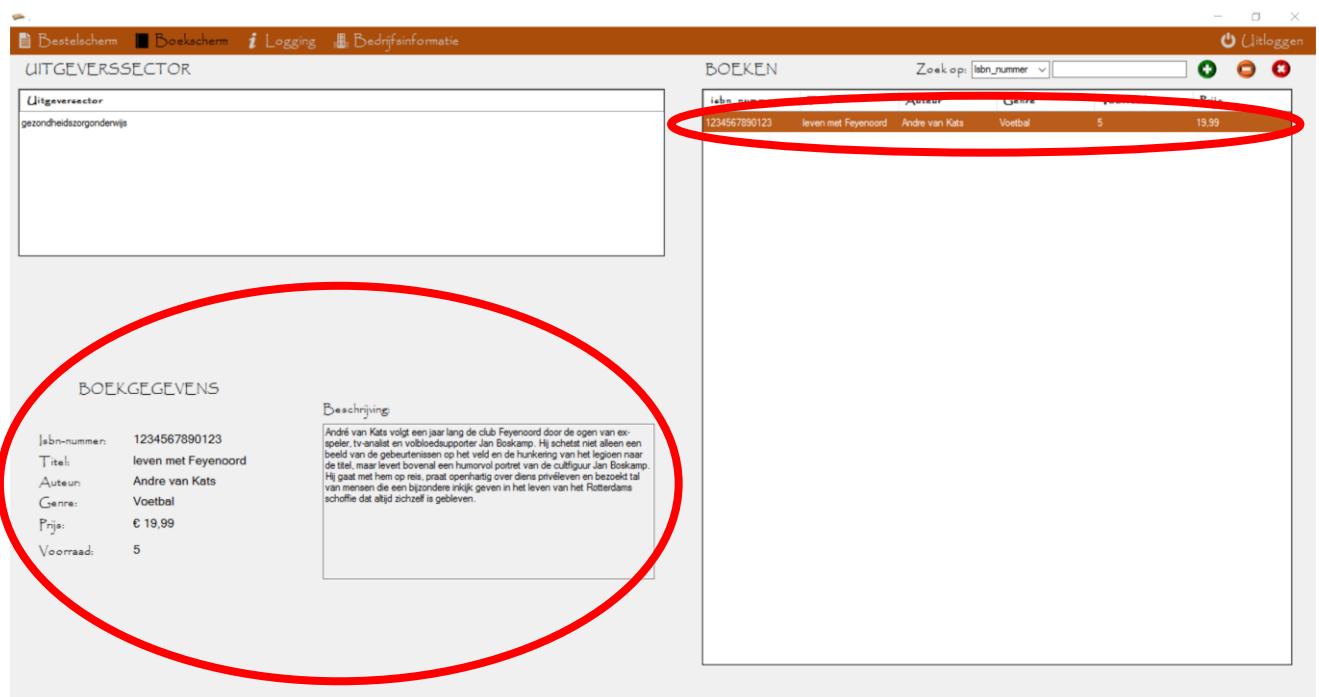 Bestelscherm Boekscherm Logging Bedrijfsinformatie Uitloggen
UITGEVERSSECTOR
Uitgeversector
gezondheidszorgonderwijs
BOEKEN Zoek op: Isbn_nummer
Auteur Genre Prijs
1234567890123 leven met Feyenoord Andre van Kats Voetbal 5 19,99
BOEKGEGEVENS
Isbn-nummer: 1234567890123
Titel: leven met Feyenoord
Auteur: Andre van Kats
Genre: Voetbal
Prijs: € 19,99
Voorraad: 5
Beschrijving:
André van Kats volgt een jaar lang de club Feyenoord door de ogen van ex-
speler, tv-analist en volbloedsupporter Jan Boskamp. Hij schetst niet alleen een
beeld van de gebeurtenissen op het veld en de hunkering van het legioen naar
de titel, maar levert bovenal een humorvol portret van de cultfiguur Jan Boskamp.
Hij gaat met hem op reis, praat openhartig over diens privéleven en bezoekt tal
van mensen die een bijzondere inkijk geven in het leven van het Rotterdams
schoffie dat altijd zichzelf is gebleven.